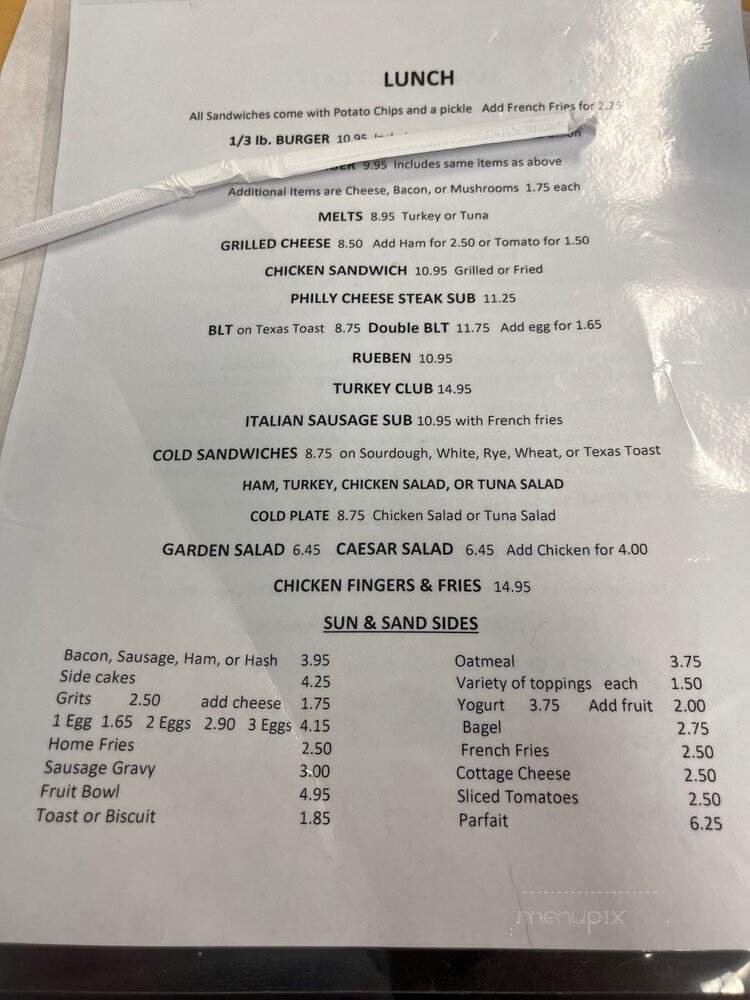 LUNCH
All Sandwiches come with Potato Chips and a pickle Add French Fries for 2.25
1/3 lb. BURGER 10.95
9.95 Includes same items as above
Additional Items are Cheese, Bacon, or Mushrooms 1.75 each
MELTS 8.95 Turkey or Tuna
GRILLED CHEESE 8.50 Add Ham for 2.50 or Tomato for 1.50
CHICKEN SANDWICH 10.95 Grilled or Fried
PHILLY CHEESE STEAK SUB 11.25
BLT on Texas Toast 8.75 Double BLT 11.75 Add egg for 1.65
RUEBEN 10.95
TURKEY CLUB 14.95
ITALIAN SAUSAGE SUB 10.95 with French fries
COLD SANDWICHES 8.75 on Sourdough, White, Rye, Wheat, or Texas Toast
HAM, TURKEY, CHICKEN SALAD, OR TUNA SALAD
COLD PLATE 8.75 Chicken Salad or Tuna Salad
GARDEN SALAD 6.45 CAESAR SALAD 6.45 Add Chicken for 4.00
CHICKEN FINGERS & FRIES 14.95
SUN & SAND SIDES
Bacon, Sausage, Ham, or Hash 3.95
Side cakes 4.25
Grits 2.50 add cheese 1.75
1 Egg 1.65 2 Eggs 2.90 3 Eggs 4.15
Home Fries 2.50
Sausage Gravy 3.00
Fruit Bowl 4.95
Toast or Biscuit 1.85
Oatmeal 3.75
Variety of toppings each 1.50
Yogurt 3.75 Add fruit 2.00
Bagel 2.75
French Fries 2.50
Cottage Cheese 2.50
Sliced Tomatoes 2.50
Parfait 6.25
menupix